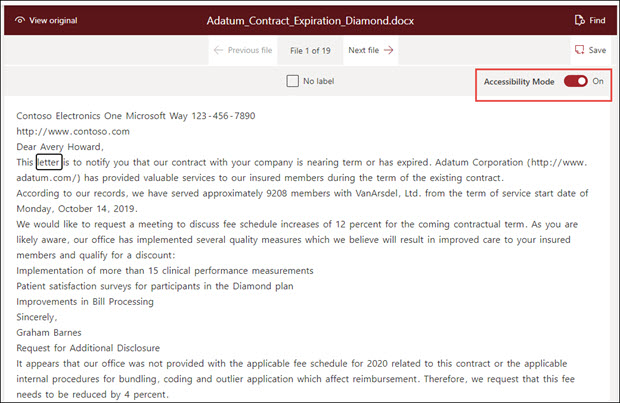 View original
Adatum_Contract_Expiration_Diamond.docx
Find
Previous file
File 1 of 19
Next file
Save
No label
Accessibility Mode
On
Contoso Electronics One Microsoft Way 123-456-7890
http://www.contoso.com
Dear Avery Howard,
This letter is to notify you that our contract with your company is nearing term or has expired. Adatum Corporation (http://www.
adatum.com/) has provided valuable services to our insured members during the term of the existing contract.
According to our records, we have served approximately 9208 members with VanArsdel, Ltd. from the term of service start date of
Monday, October 14, 2019.
We would like to request a meeting to discuss fee schedule increases of 12 percent for the coming contractual term. As you are
likely aware, our office has implemented several quality measures which we believe will result in improved care to your insured
members and qualify for a discount:
Implementation of more than 15 clinical performance measurements
Patient satisfaction surveys for participants in the Diamond plan
Improvements in Bill Processing
Sincerely,
Graham Barnes
Request for Additional Disclosure
It appears that our office was not provided with the applicable fee schedule for 2020 related to this contract or the applicable
internal procedures for bundling, coding and outlier application which affect reimbursement. Therefore, we request that this fee
needs to be reduced by 4 percent.